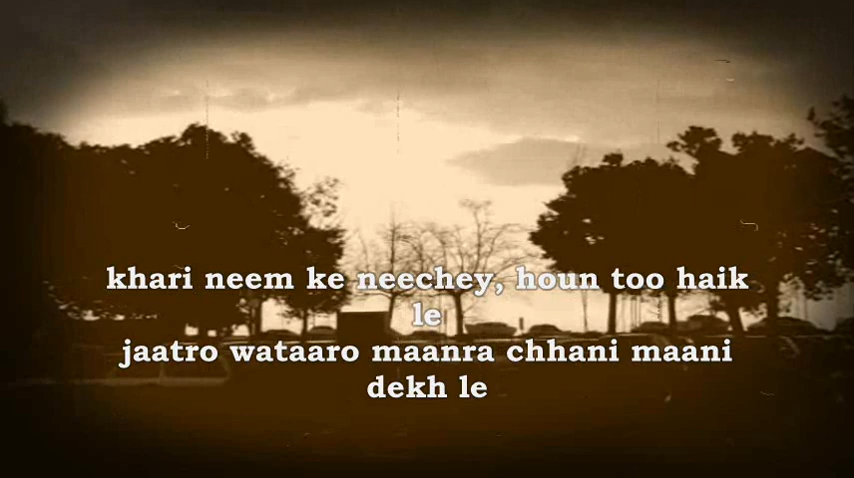 khari neem ke neechey, houn too haik
le
jaatro wataaro maanra chhani maani
dekh le